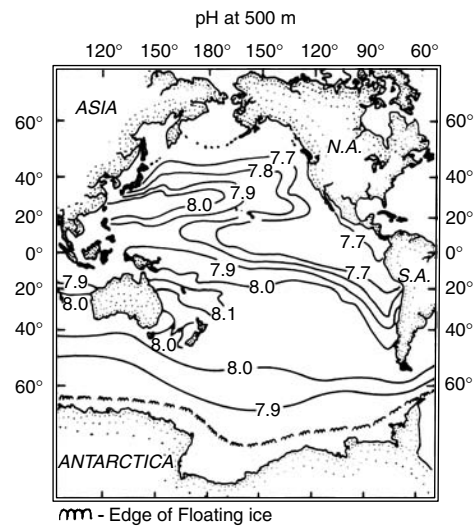 pH at 500 m
120° 150° 180° 150° 120° 90° 60°
ASIA
60° 60°
N.A.
7.7
40° 7.8 40°
7.9
8.0
20° 20°
7.7
0° 0°
7.9 7.9 7.7 S.A.
20° 8.0 8.0 20°
8.1
40° 8.0 40°
8.0
60° 7.9 60°
ANTARCTICA
- Edge of Floating ice